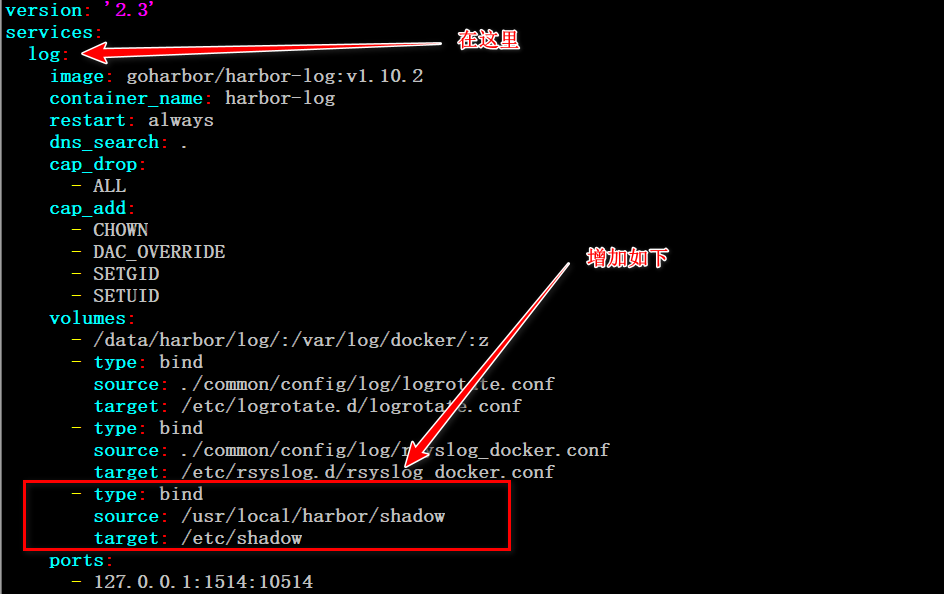 version: '2.3'
services:
log:
在这里
image: goharbor/harbor-log:v1.10.2
container_name: harbor-log
restart: always
dns_search: .
cap_drop:
- ALL
cap_add:
- CHOWN
- DAC_OVERRIDE
增加如下
- SETGID
- SETUID
volumes:
- /data/harbor/log/:/var/log/docker/:z
- type: bind
source: ./common/config/log/logrotate.conf
target: /etc/logrotate.d/logrotate.conf
- type: bind
source: ./common/config/log/rsyslog_docker.conf
target: /etc/rsyslog.d/rsyslog_docker.conf
- type: bind
source: /usr/local/harbor/shadow
target: /etc/shadow
ports:
- 127.0.0.1:1514:10514